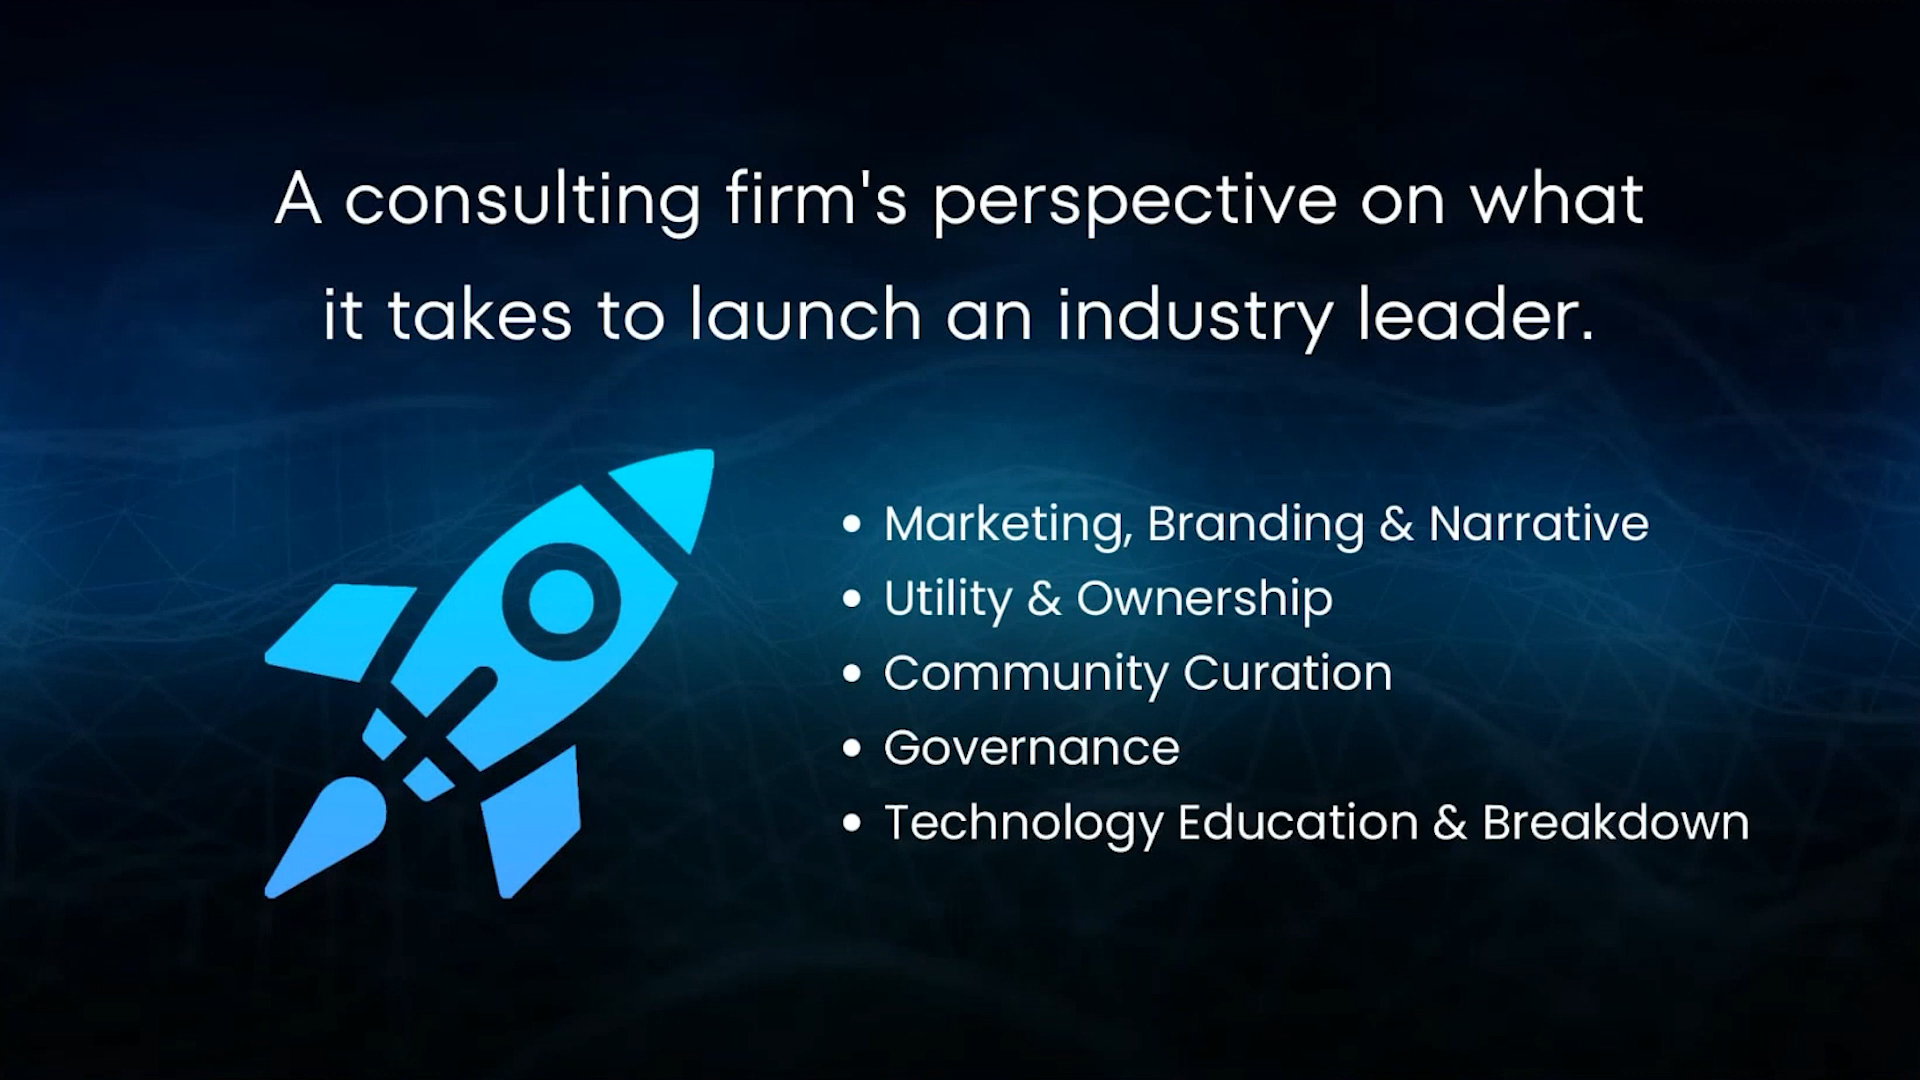 A consulting firm's perspective on what
it takes to launch an industry leader.
• Marketing, Branding & Narrative
• Utility & Ownership
• Community Curation
• Governance
• Technology Education & Breakdown